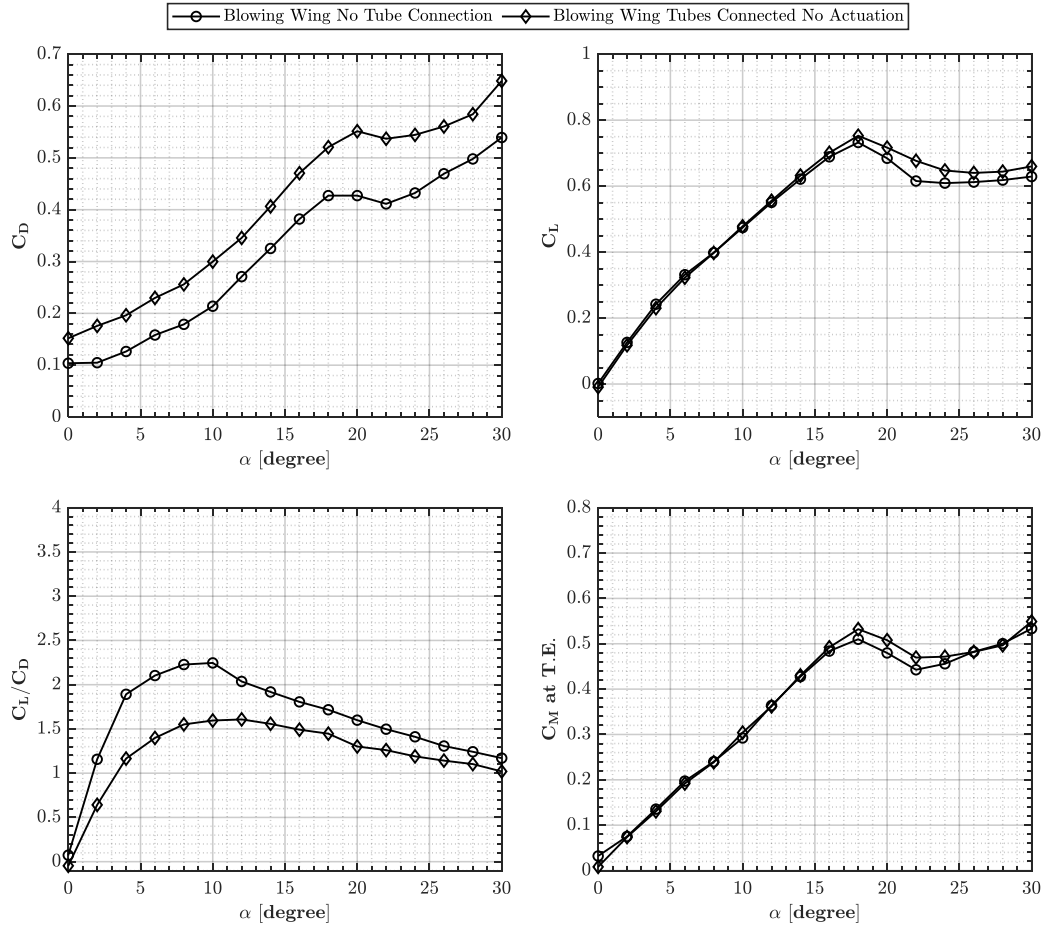 Blowing Wing No Tube Connection Blowing Wing Tubes Connected No Actuation
0.7
0.6
0.5
0.4
0.3
0.2
0.1
0
C_D
0 5 10 15 20 25 30
α [degree]
1
0.8
0.6
0.4
0.2
0
C_L
0 5 10 15 20 25 30
α [degree]
4
3.5
3
2.5
2
1.5
1
0.5
0
C_L/C_D
0 5 10 15 20 25 30
α [degree]
0.8
0.7
0.6
0.5
0.4
0.3
0.2
0.1
0
C_M at T.E.
0 5 10 15 20 25 30
α [degree]